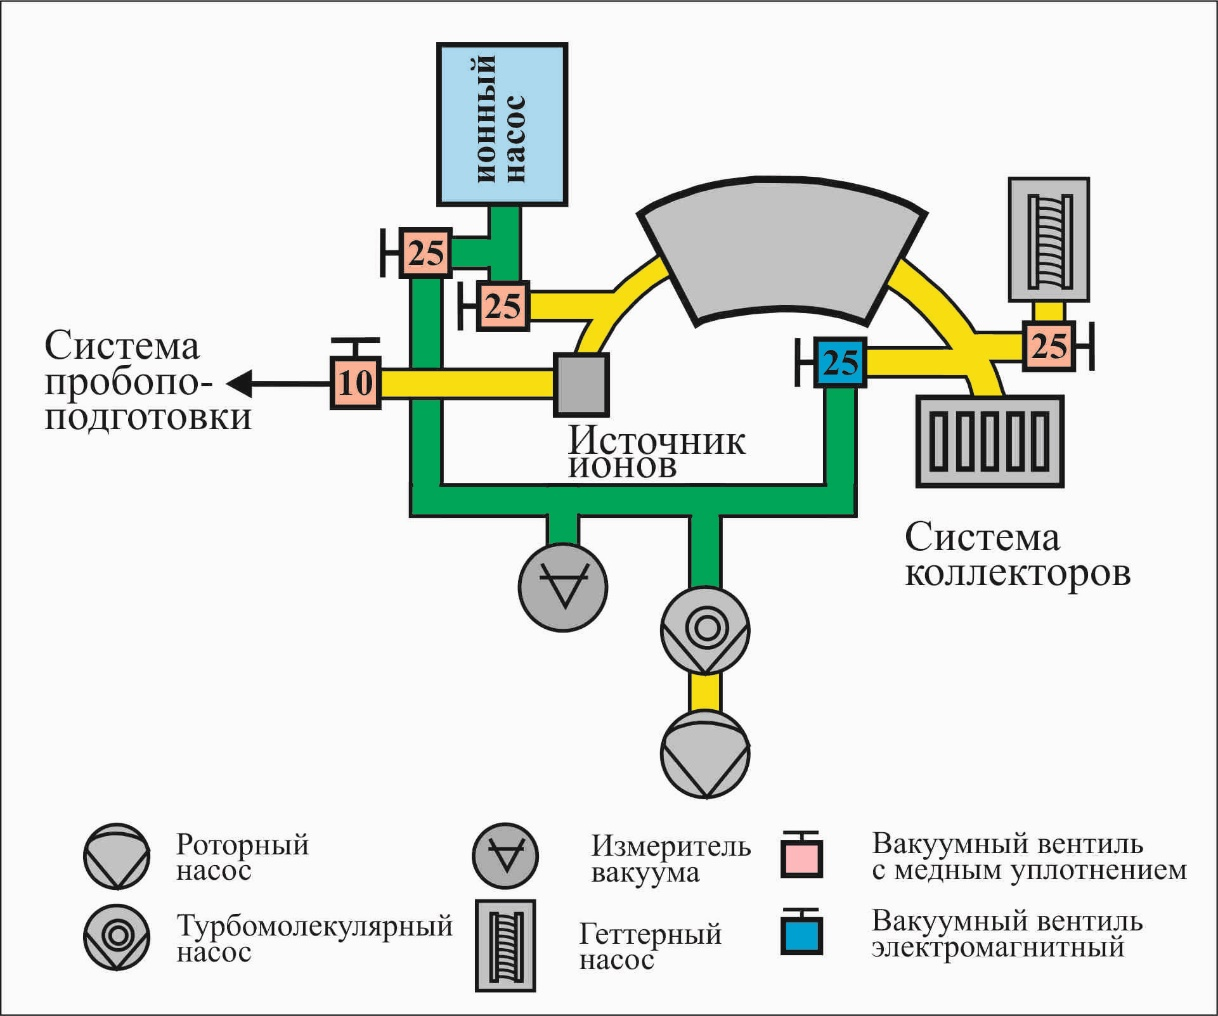 ионный
насос
25
25
25
25
10
Система
пробопо-
подготовки
Источник
ионов
Система
коллекторов
Роторный
насос
Турбомолекулярный
насос
Измеритель
вакуума
Геттерный
насос
Вакуумный вентиль
с медным уплотнением
Вакуумный вентиль
электромагнитный